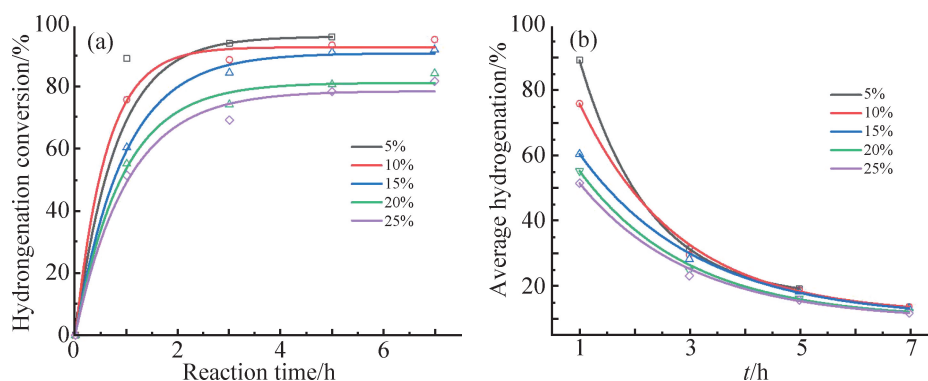 (a)
Hydrongenation conversion/%
100
80
60
40
20
0
0 2 4 6
Reaction time/h
5%
10%
15%
20%
25%
(b)
Average hydrogenation/%
100
80
60
40
20
1 3 5 7
t/h
5%
10%
15%
20%
25%